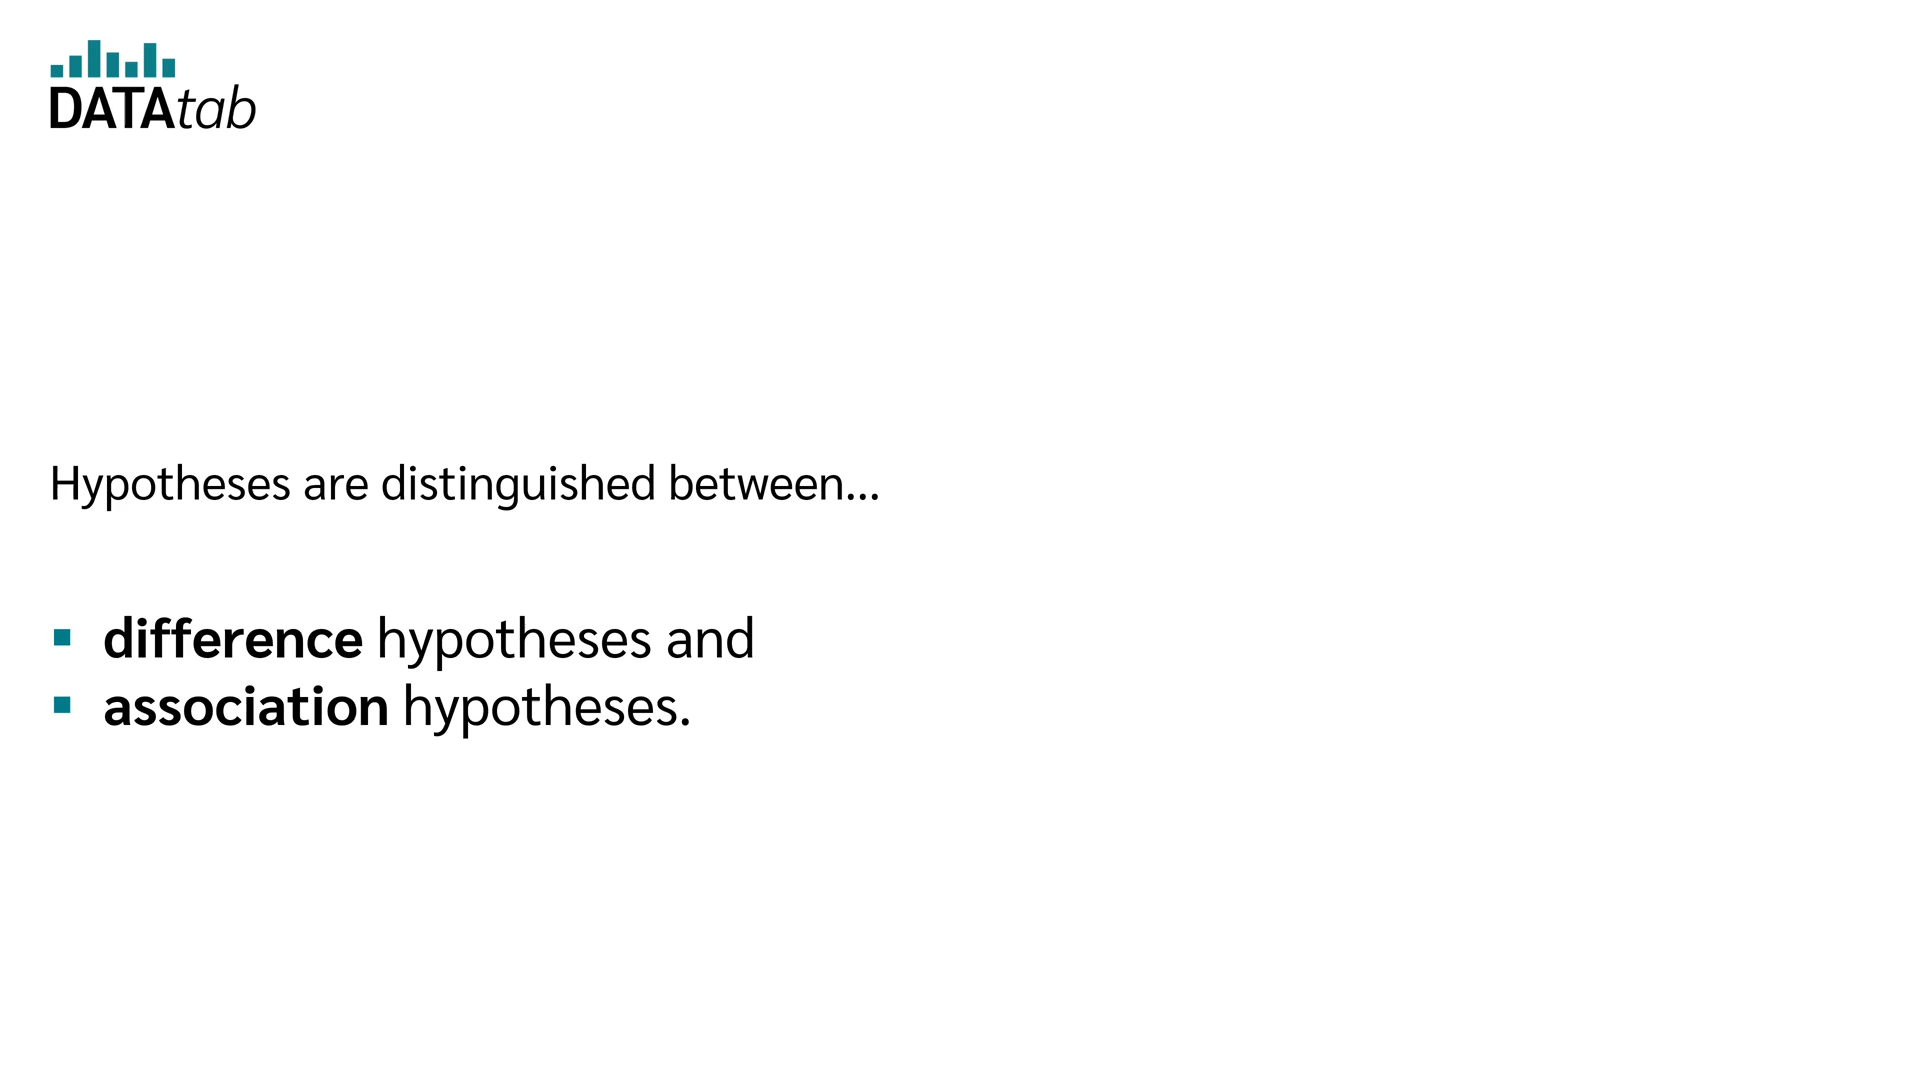 DATAtab
Hypotheses are distinguished between...
difference hypotheses and
association hypotheses.